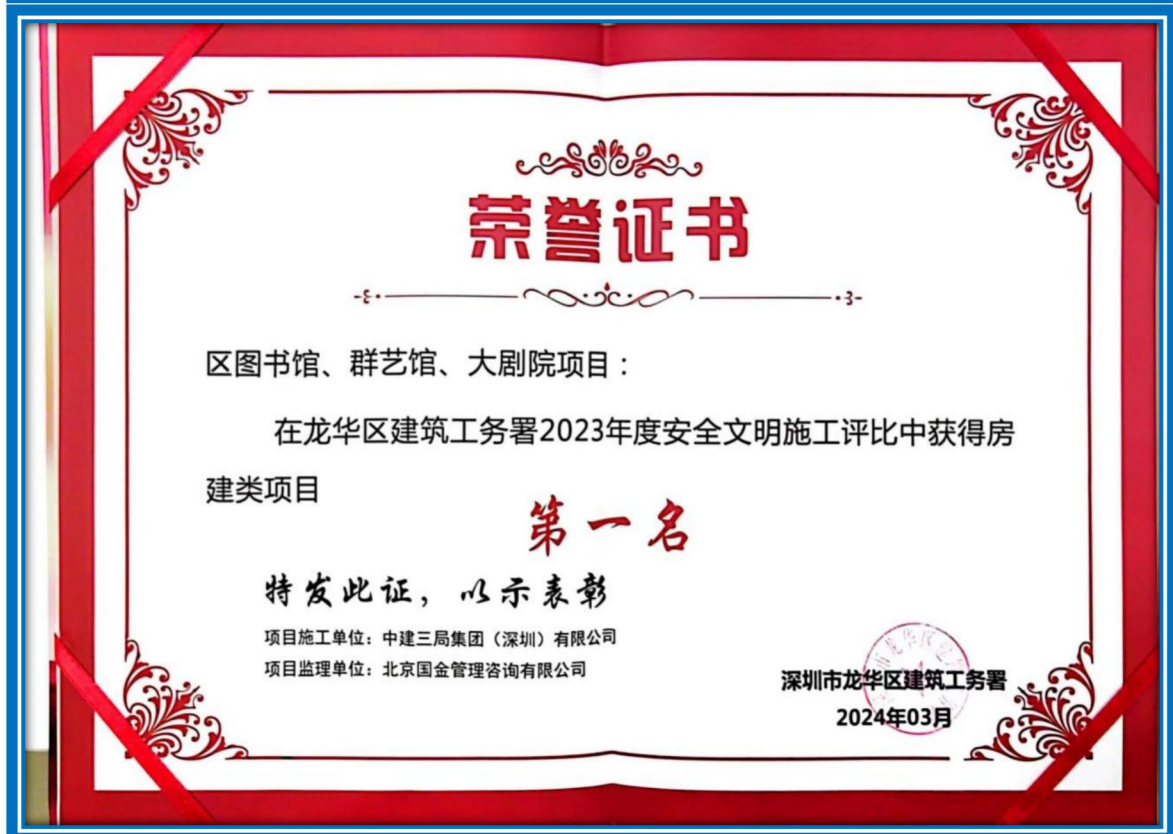 荣誉证书
区图书馆、群艺馆、大剧院项目：
在龙华区建筑工务署2023年度安全文明施工评比中获得房
建类项目
第一名
特发此证，以示表彰
项目施工单位：中建三局集团（深圳）有限公司
项目监理单位：北京国金管理咨询有限公司
深圳市龙华区建筑工务署
2024年03月